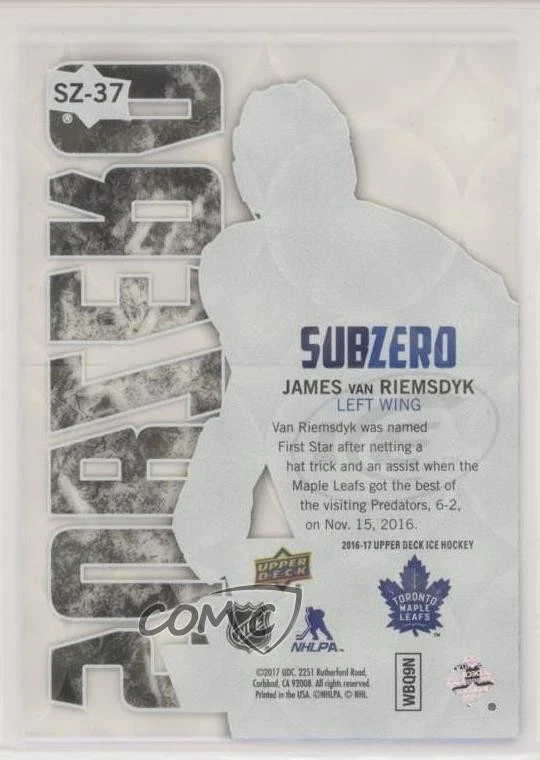 SZ-37
®
SUBZERO
JAMES VAN RIEMSDYK
LEFT WING
Van Riemsdyk was named
First Star after netting a
hat trick and an assist when the
Maple Leafs got the best of
the visiting Predators, 6-2,
on Nov. 15, 2016.
2016-17 UPPER DECK ICE HOCKEY
UPPER
DECK
TORONTO
MAPLE
LEAFS
TM
NHL
NHLPA
©2017 UDC. 2251 Rutherford Road,
Carlsbad, CA 92008. All rights reserved.
Printed in the USA. ©NHLPA. © NHL.
WBQ9N
®